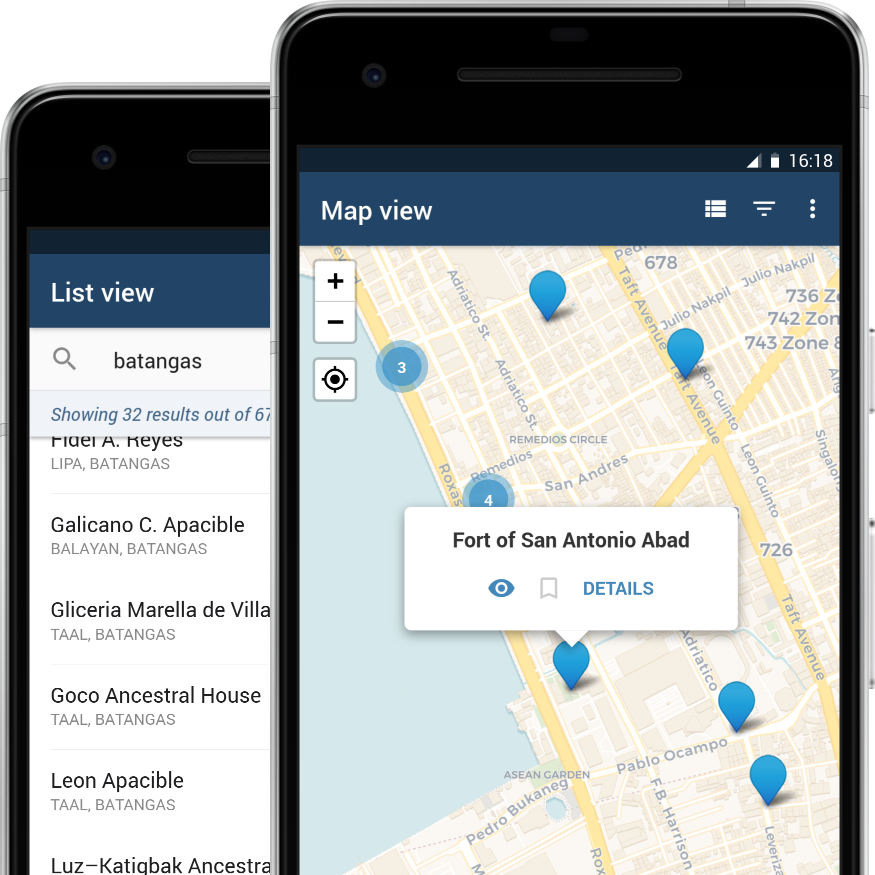 List view
batangas
Showing 32 results out of 67
Fidel A. Reyes
LIPA, BATANGAS
Galicano C. Apacible
BALAYAN, BATANGAS
Gliceria Marella de Villa
TAAL, BATANGAS
Goco Ancestral House
TAAL, BATANGAS
Leon Apacible
TAAL, BATANGAS
Luz–Katigbak Ancestra
16:18
Map view
+
−
678
Julio Nakpil
Taft Avenue
Adriatico St.
Julio Nakpil
736 Zo
742 Zon
743 Zone 8
3
Adriatico St.
Taft Avenue
Leon Guinto
REMEDIOS CIRCLE
Remedios
San Andres
Leon Guinto
Singalon
Roxas
4
Fort of San Antonio Abad
DETAILS
726
Taft Avenue
Adriatico
Pablo Ocampo
ASEAN GARDEN
Pedro Bukaneg
F.B. Harrison
Leveriza
Rox